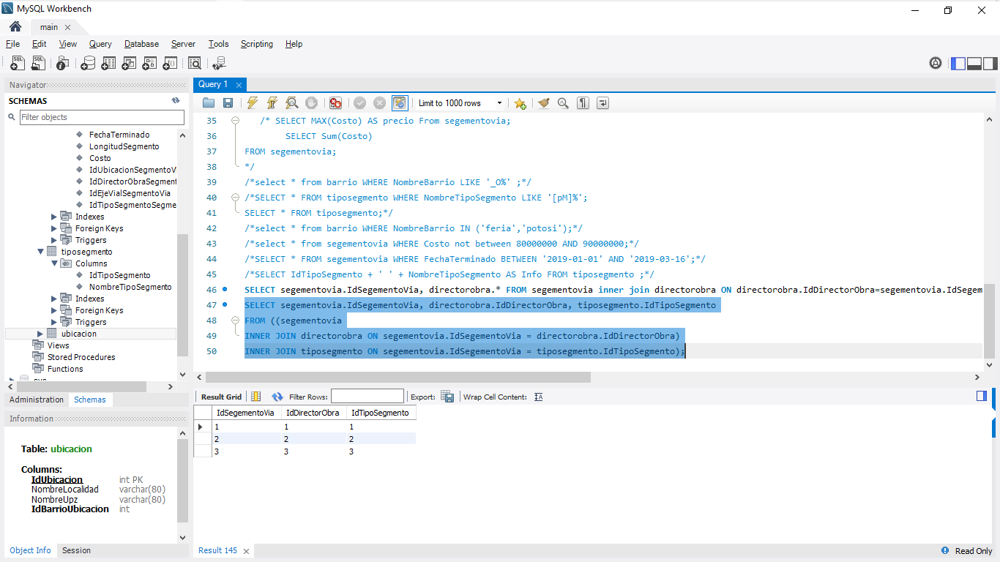 MySQL Workbench
main
File Edit View Query Database Server Tools Scripting Help
Navigator
SCHEMAS
Filter objects
FechaTerminado
LongitudSegmento
Costo
IdUbicacionSegmentoV
IdDirectorObraSegment
IdEjeVialSegmentoVia
IdTipoSegmentoSegme
Indexes
Foreign Keys
Triggers
tiposegmento
Columns
IdTipoSegmento
NombreTipoSegmento
Indexes
Foreign Keys
Triggers
ubicacion
Views
Stored Procedures
Functions
Administration Schemas
Information
Table: ubicacion
Columns:
IdUbicacion int PK
NombreLocalidad varchar(80)
NombreUpz varchar(80)
IdBarrioUbicacion int
Object Info Session
Query 1
Limit to 1000 rows
35 /* SELECT MAX(Costo) AS precio From segementovia;
36 SELECT Sum(Costo)
37 FROM segementovia;
38 */
39 /*select * from barrio WHERE NombreBarrio LIKE '_O%' ;*/
40 /*SELECT * FROM tiposegmento WHERE NombreTipoSegmento LIKE '[pM]%';
41 SELECT * FROM tiposegmento;*/
42 /*select * from barrio WHERE NombreBarrio IN ('feria','potosi');*/
43 /*select * from segementovia WHERE Costo not between 80000000 AND 90000000;*/
44 /*SELECT * FROM segementovia WHERE FechaTerminado BETWEEN '2019-01-01' AND '2019-03-16';*/
45 /*SELECT IdTipoSegmento + ' ' + NombreTipoSegmento AS Info FROM tiposegmento ;*/
46 SELECT segementovia.IdSegementoVia, directorobra.* FROM segementovia inner join directorobra ON directorobra.IdDirectorObra=segementovia.IdSegem
47 SELECT segementovia.IdSegementoVia, directorobra.IdDirectorObra, tiposegmento.IdTipoSegmento
48 FROM ((segementovia
49 INNER JOIN directorobra ON segementovia.IdSegementoVia = directorobra.IdDirectorObra)
50 INNER JOIN tiposegmento ON segementovia.IdSegementoVia = tiposegmento.IdTipoSegmento);
Result Grid Filter Rows: Export: Wrap Cell Content:
IdSegementoVia IdDirectorObra IdTipoSegmento
1 1 1
2 2 2
3 3 3
Result 145
Read Only